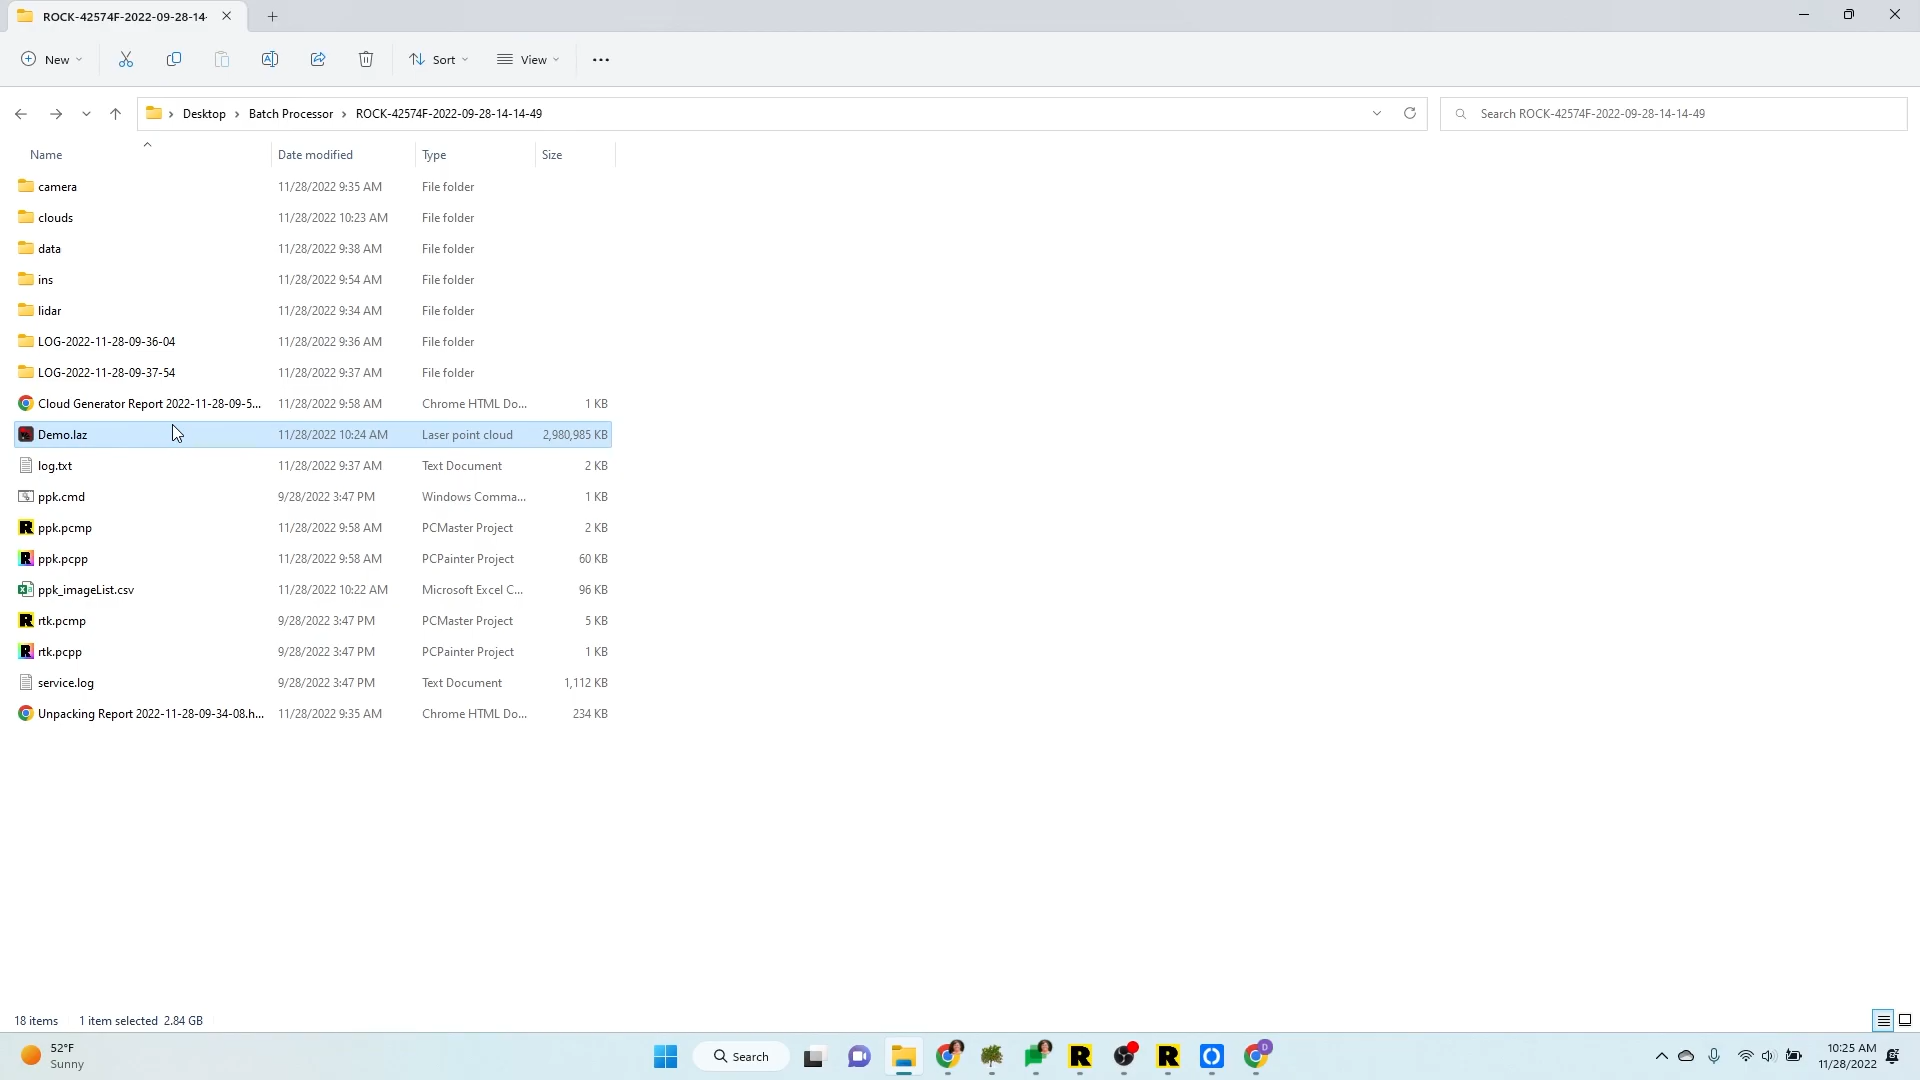 ROCK-42574F-2022-09-28-14-
New
Sort
View
Desktop > Batch Processor > ROCK-42574F-2022-09-28-14-14-49
Search ROCK-42574F-2022-09-28-14-14-49
Name Date modified Type Size
camera 11/28/2022 9:35 AM File folder
clouds 11/28/2022 10:23 AM File folder
data 11/28/2022 9:38 AM File folder
ins 11/28/2022 9:54 AM File folder
lidar 11/28/2022 9:34 AM File folder
LOG-2022-11-28-09-36-04 11/28/2022 9:36 AM File folder
LOG-2022-11-28-09-37-54 11/28/2022 9:37 AM File folder
Cloud Generator Report 2022-11-28-09-5... 11/28/2022 9:58 AM Chrome HTML Do... 1 KB
Demo.laz 11/28/2022 10:24 AM Laser point cloud 2,980,985 KB
log.txt 11/28/2022 9:37 AM Text Document 2 KB
ppk.cmd 9/28/2022 3:47 PM Windows Comma... 1 KB
ppk.pcmp 11/28/2022 9:58 AM PCMaster Project 2 KB
ppk.pcpp 11/28/2022 9:58 AM PCPainter Project 60 KB
ppk_imageList.csv 11/28/2022 10:22 AM Microsoft Excel C... 96 KB
rtk.pcmp 9/28/2022 3:47 PM PCMaster Project 5 KB
rtk.pcpp 9/28/2022 3:47 PM PCPainter Project 1 KB
service.log 9/28/2022 3:47 PM Text Document 1,112 KB
Unpacking Report 2022-11-28-09-34-08.h... 11/28/2022 9:35 AM Chrome HTML Do... 234 KB
18 items 1 item selected 2.84 GB
52°F
Sunny
Search
10:25 AM
11/28/2022